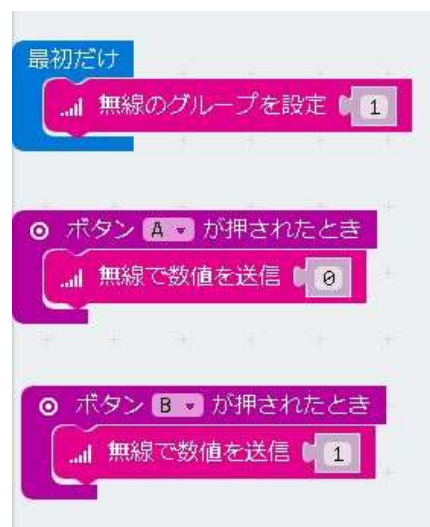 最初だけ
無線のグループを設定 1
ボタン A が押されたとき
無線で数値を送信 0
ボタン B が押されたとき
無線で数値を送信 1